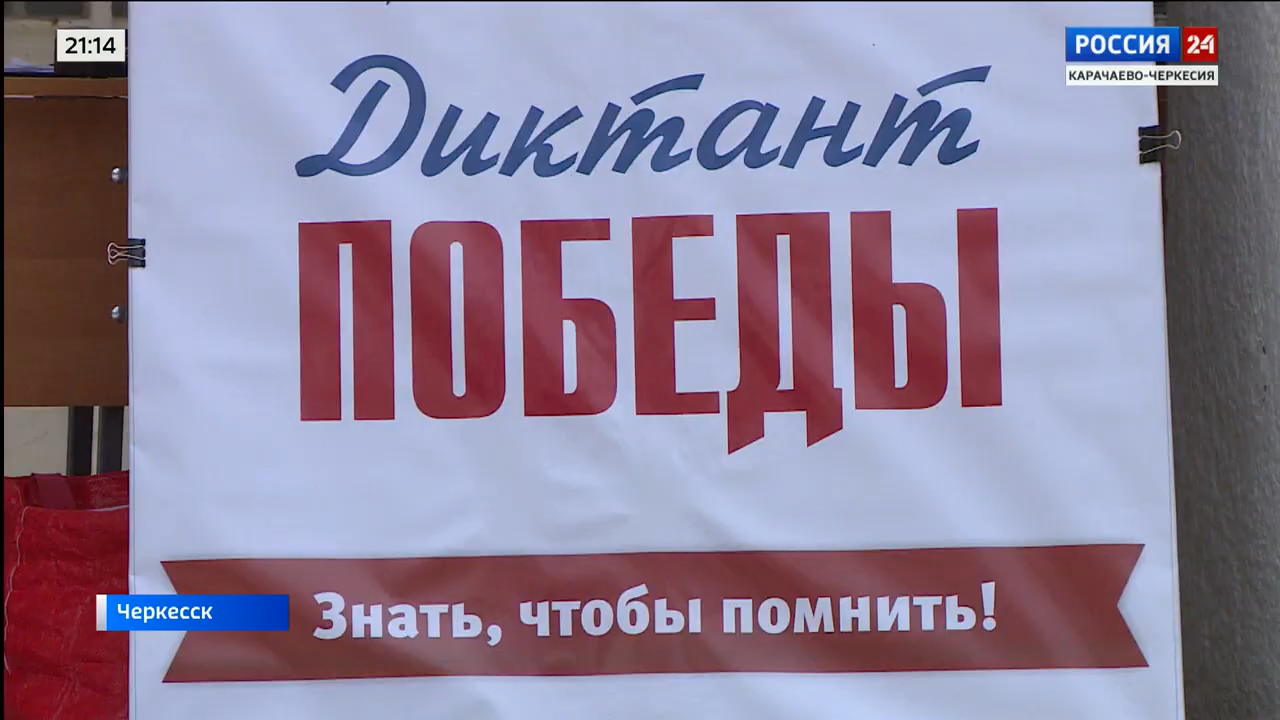 21:14
РОССИЯ 24
КАРАЧАЕВО-ЧЕРКЕСИЯ
Диктант
ПОБЕДЫ
Черкесск
Знать, чтобы помнить!